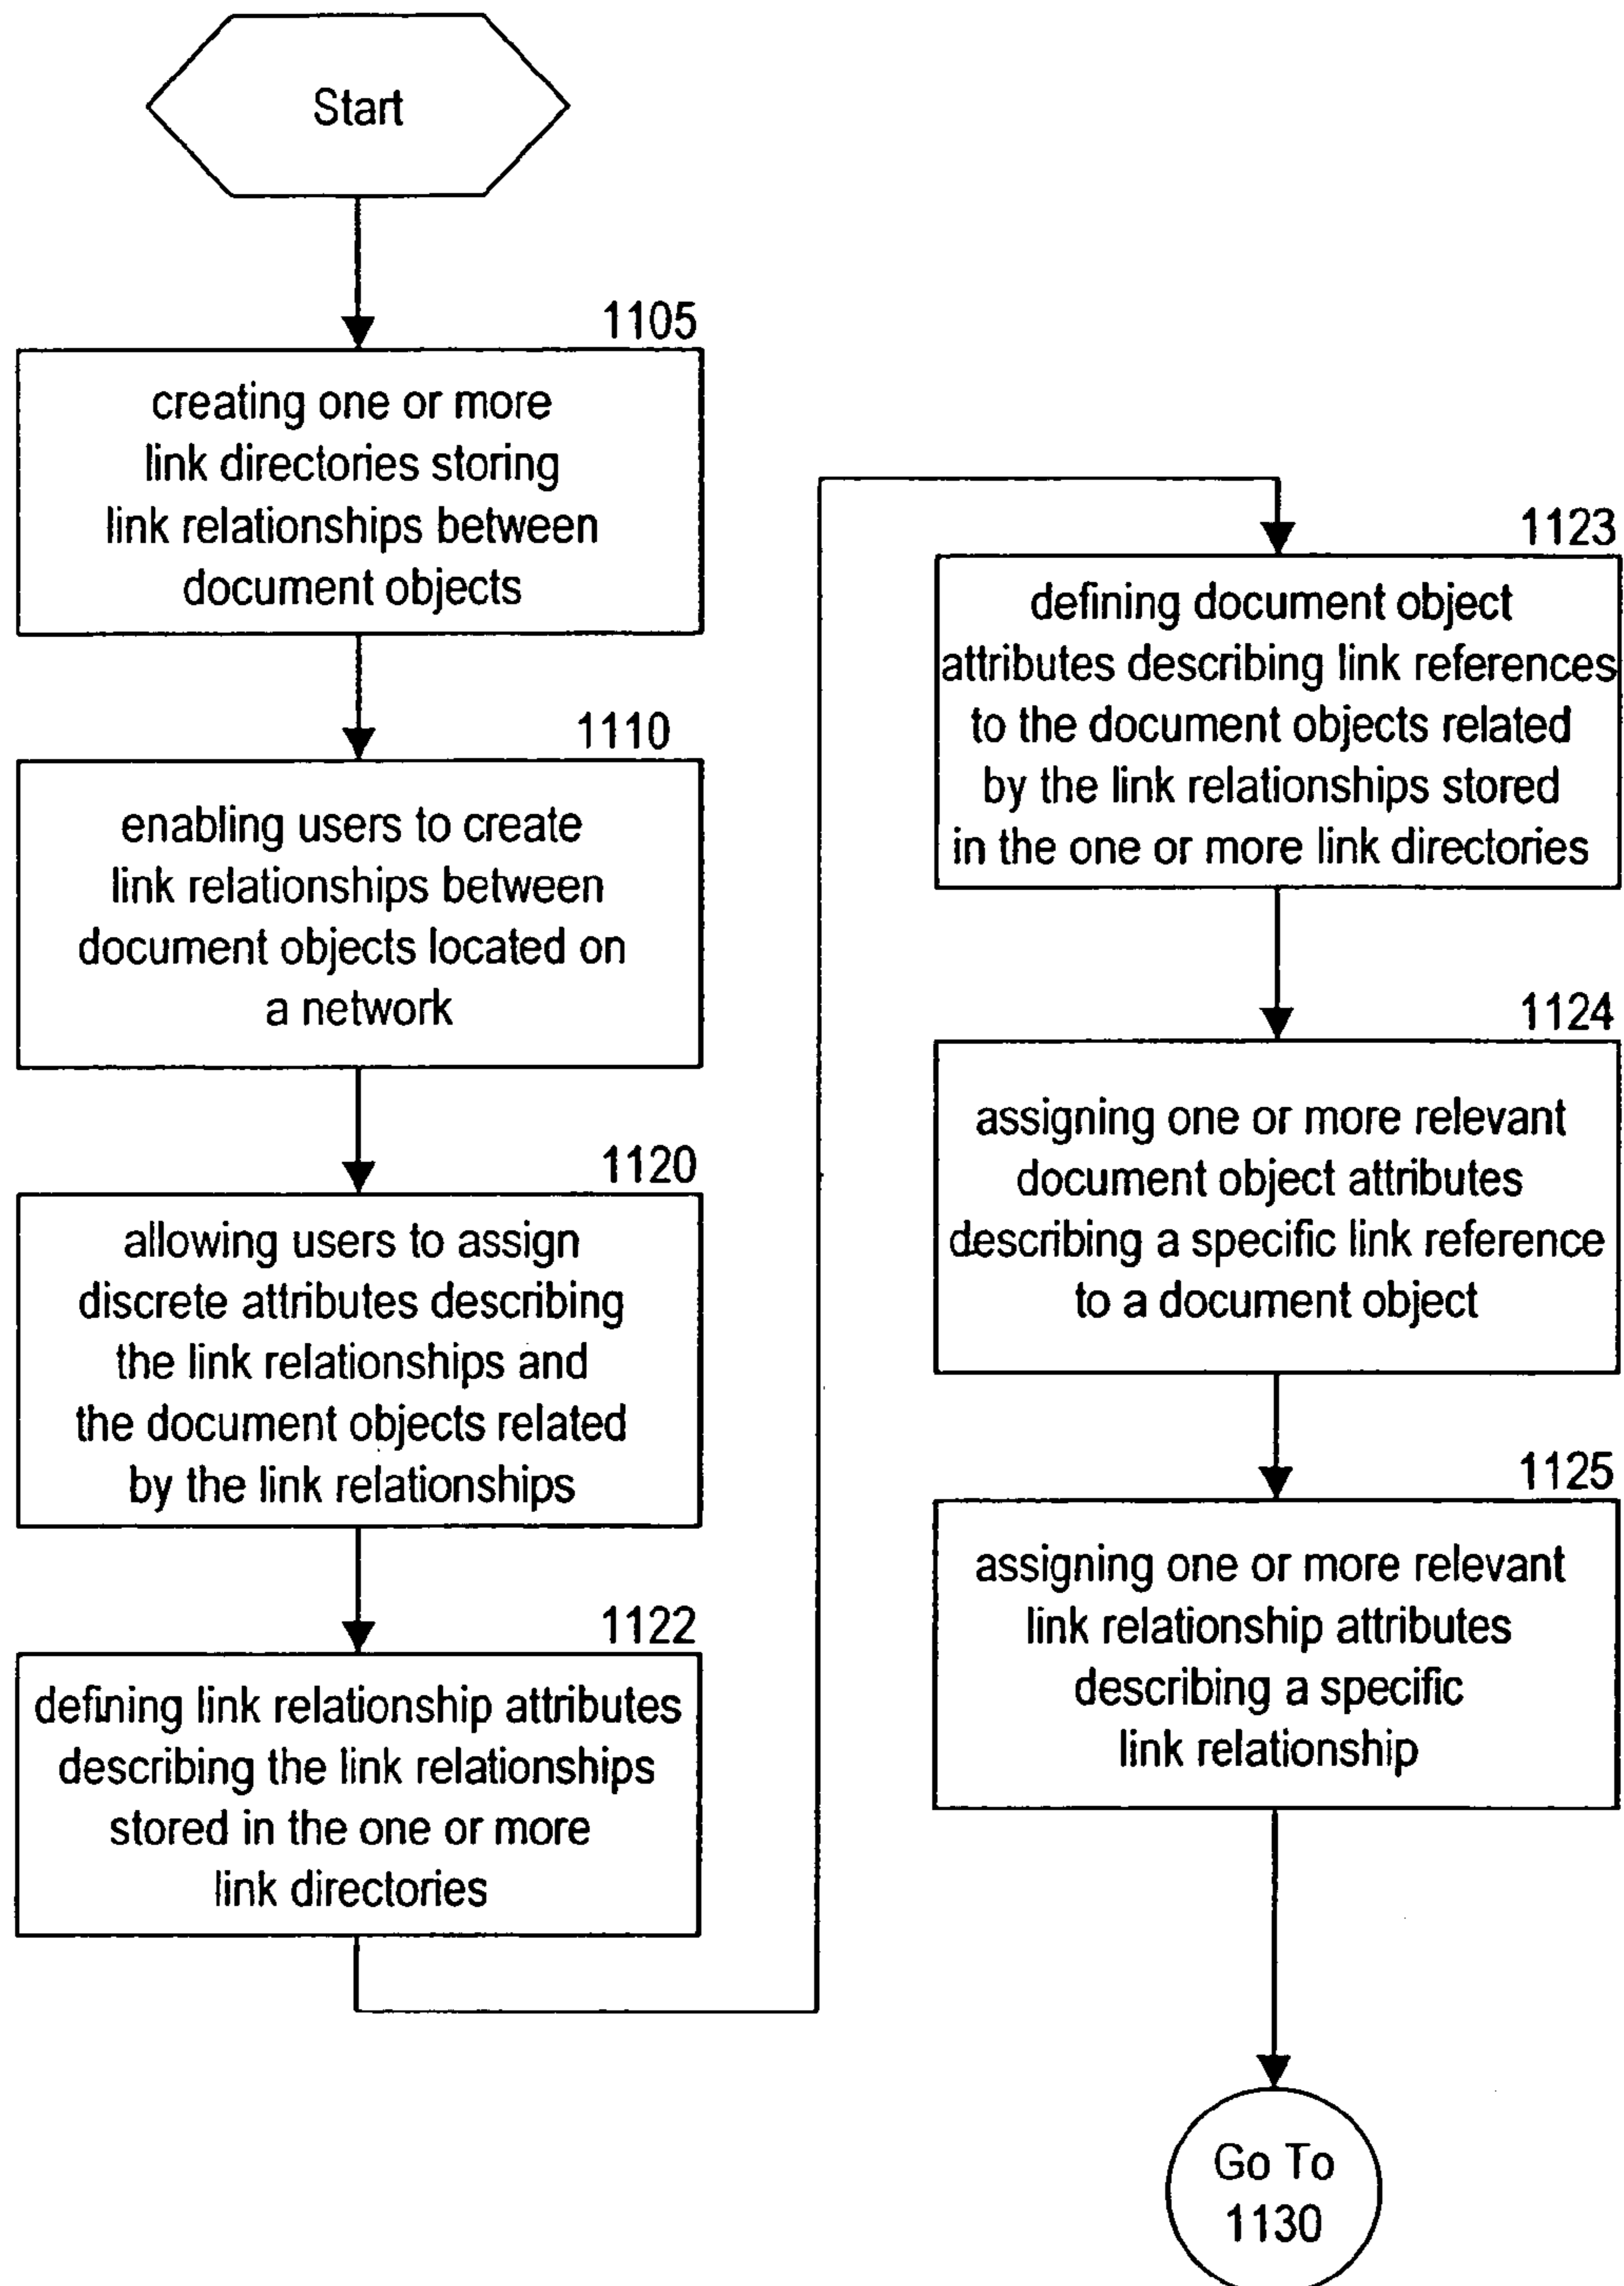 Start
1105
creating one or more
link directories storing
link relationships between
document objects
1110
enabling users to create
link relationships between
document objects located on
a network
1120
allowing users to assign
discrete attributes describing
the link relationships and
the document objects related
by the link relationships
1122
defining link relationship attributes
describing the link relationships
stored in the one or more
link directories
1123
defining document object
attributes describing link references
to the document objects related
by the link relationships stored
in the one or more link directories
1124
assigning one or more relevant
document object attributes
describing a specific link reference
to a document object
1125
assigning one or more relevant
link relationship attributes
describing a specific
link relationship
Go To
1130